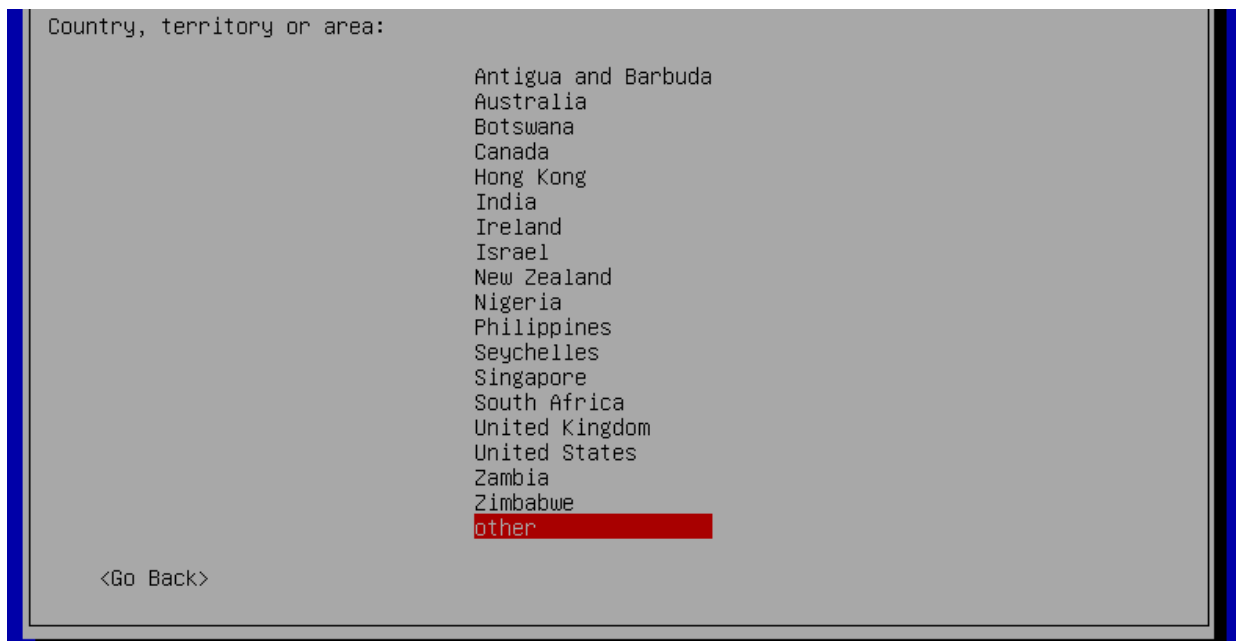 Country, territory or area:
Antigua and Barbuda
Australia
Botswana
Canada
Hong Kong
India
Ireland
Israel
New Zealand
Nigeria
Philippines
Seychelles
Singapore
South Africa
United Kingdom
United States
Zambia
Zimbabwe
other
<Go Back>